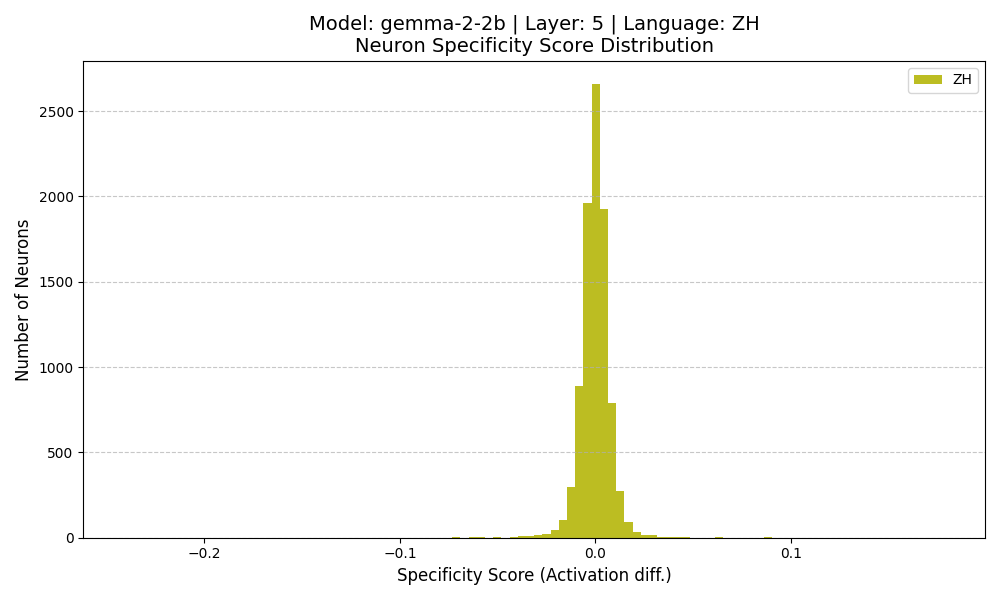 Model: gemma-2-2b | Layer: 5 | Language: ZH
Neuron Specificity Score Distribution
ZH
Number of Neurons
2500
2000
1500
1000
500
0
−0.2
−0.1
0.0
0.1
Specificity Score (Activation diff.)